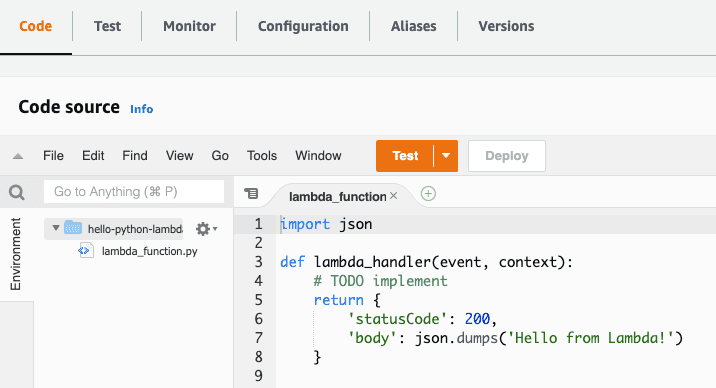 Code Test Monitor Configuration Aliases Versions
Code source Info
File Edit Find View Go Tools Window Test Deploy
Go to Anything (⌘ P) lambda_function
Environment
hello-python-lambda
lambda_function.py
1 import json
2
3 def lambda_handler(event, context):
4     # TODO implement
5     return {
6         'statusCode': 200,
7         'body': json.dumps('Hello from Lambda!')
8     }
9